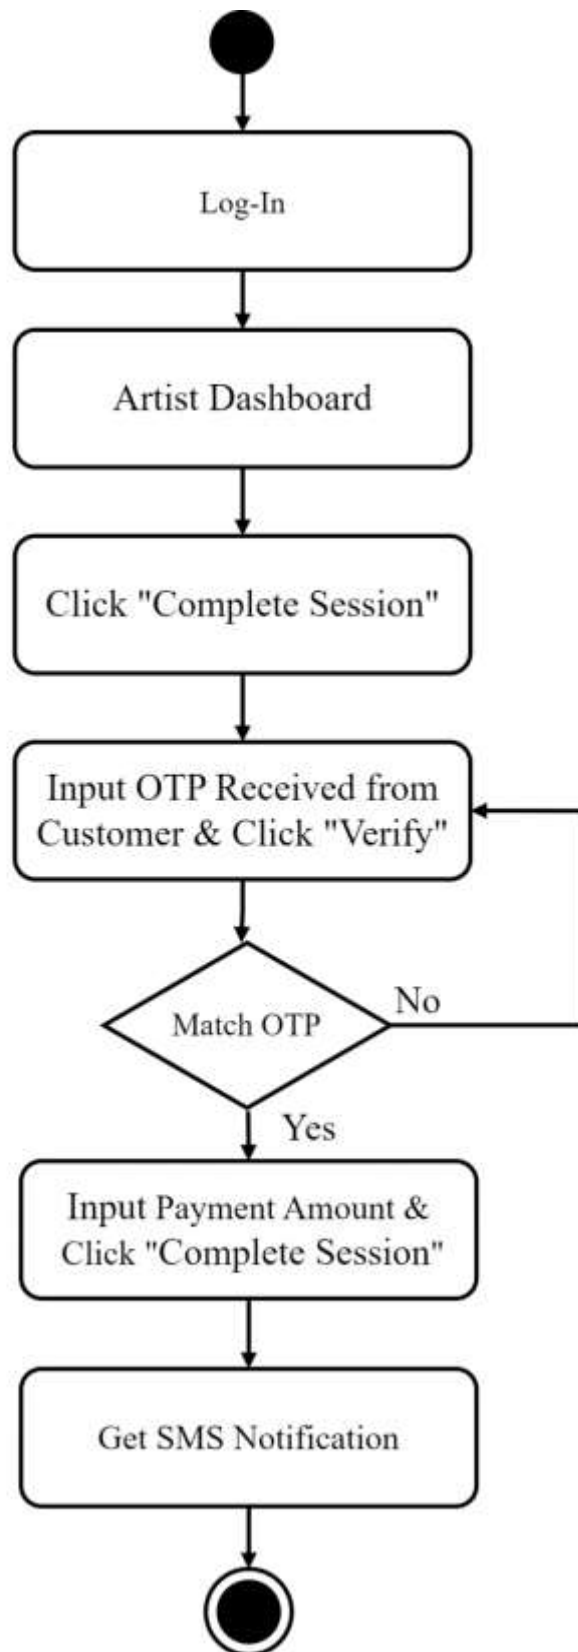 Log-In
Artist Dashboard
Click "Complete Session"
Input OTP Received from
Customer & Click "Verify"
Match OTP
No
Yes
Input Payment Amount &
Click "Complete Session"
Get SMS Notification